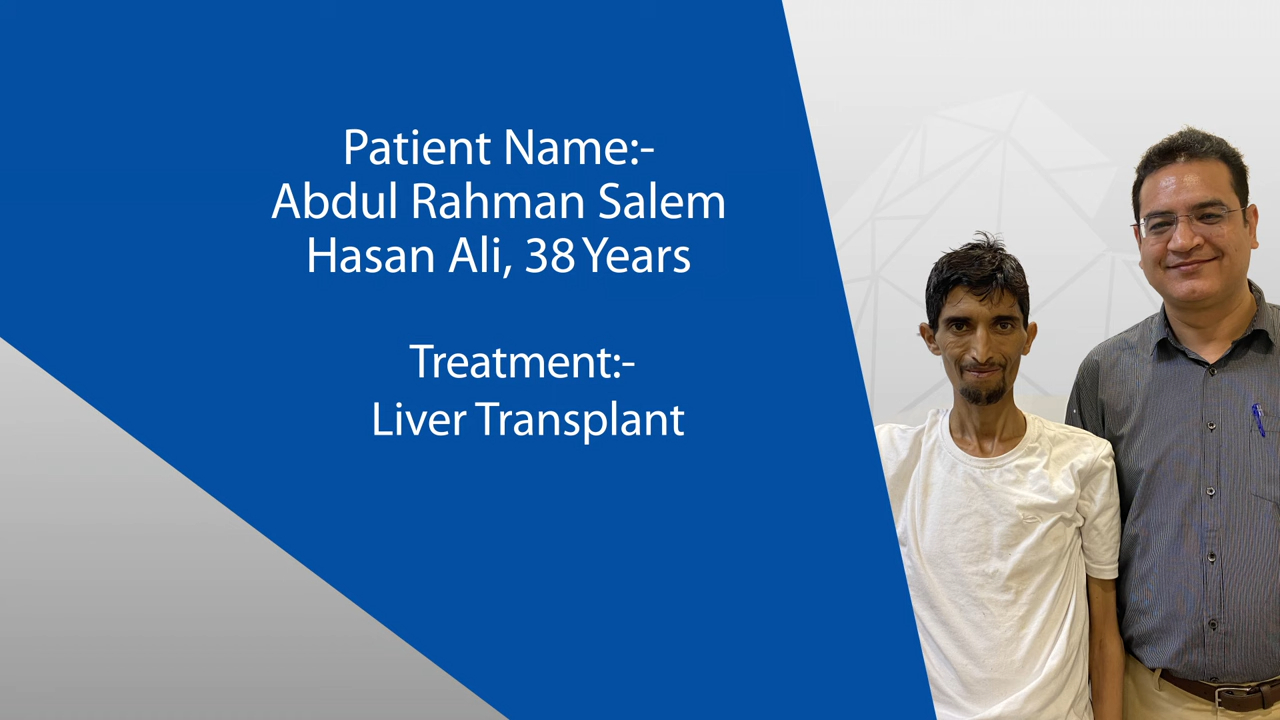 Patient Name:-
Abdul Rahman Salem
Hasan Ali, 38 Years
Treatment:-
Liver Transplant